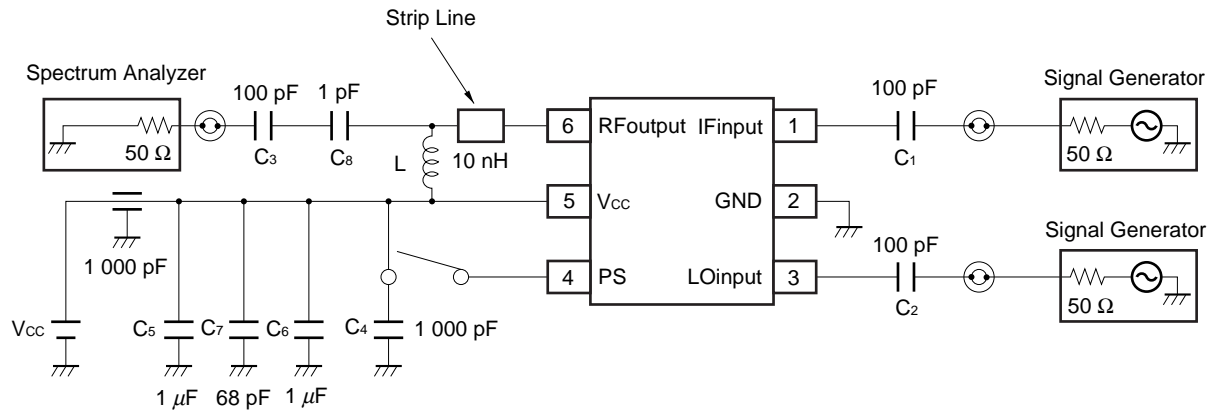 Strip Line
Spectrum Analyzer
100 pF
1 pF
50 Ω
C3
C8
L
10 nH
6
RFoutput
IFinput
1
5
Vcc
GND
2
4
PS
LOinput
3
100 pF
C1
Signal Generator
50 Ω
100 pF
C2
Signal Generator
50 Ω
1 000 pF
Vcc
C5
C7
C6
C4
1 000 pF
1 μF
68 pF
1 μF